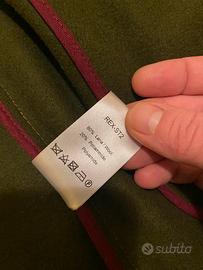 REX-ST2
80% Lana / Wool
20% Poliammide
Polyamide
subito